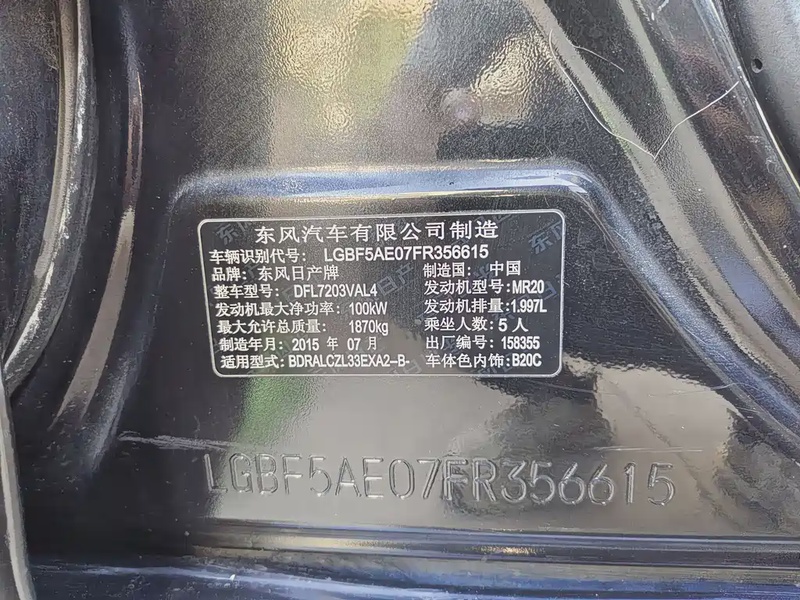 东风汽车有限公司制造
车辆识别代号: LGBF5AE07FR356615
品牌: 东风日产牌 制造国: 中国
整车型号: DFL7203VAL4 发动机型号: MR20
发动机最大净功率: 100kW 发动机排量: 1.997L
最大允许总质量: 1870kg 乘坐人数: 5 人
制造年月: 2015 年 07 月 出厂编号: 158355
适用型式: BDRALCZL33EXA2--B- 车体色内饰: B20C
LGBF5AE07FR356615